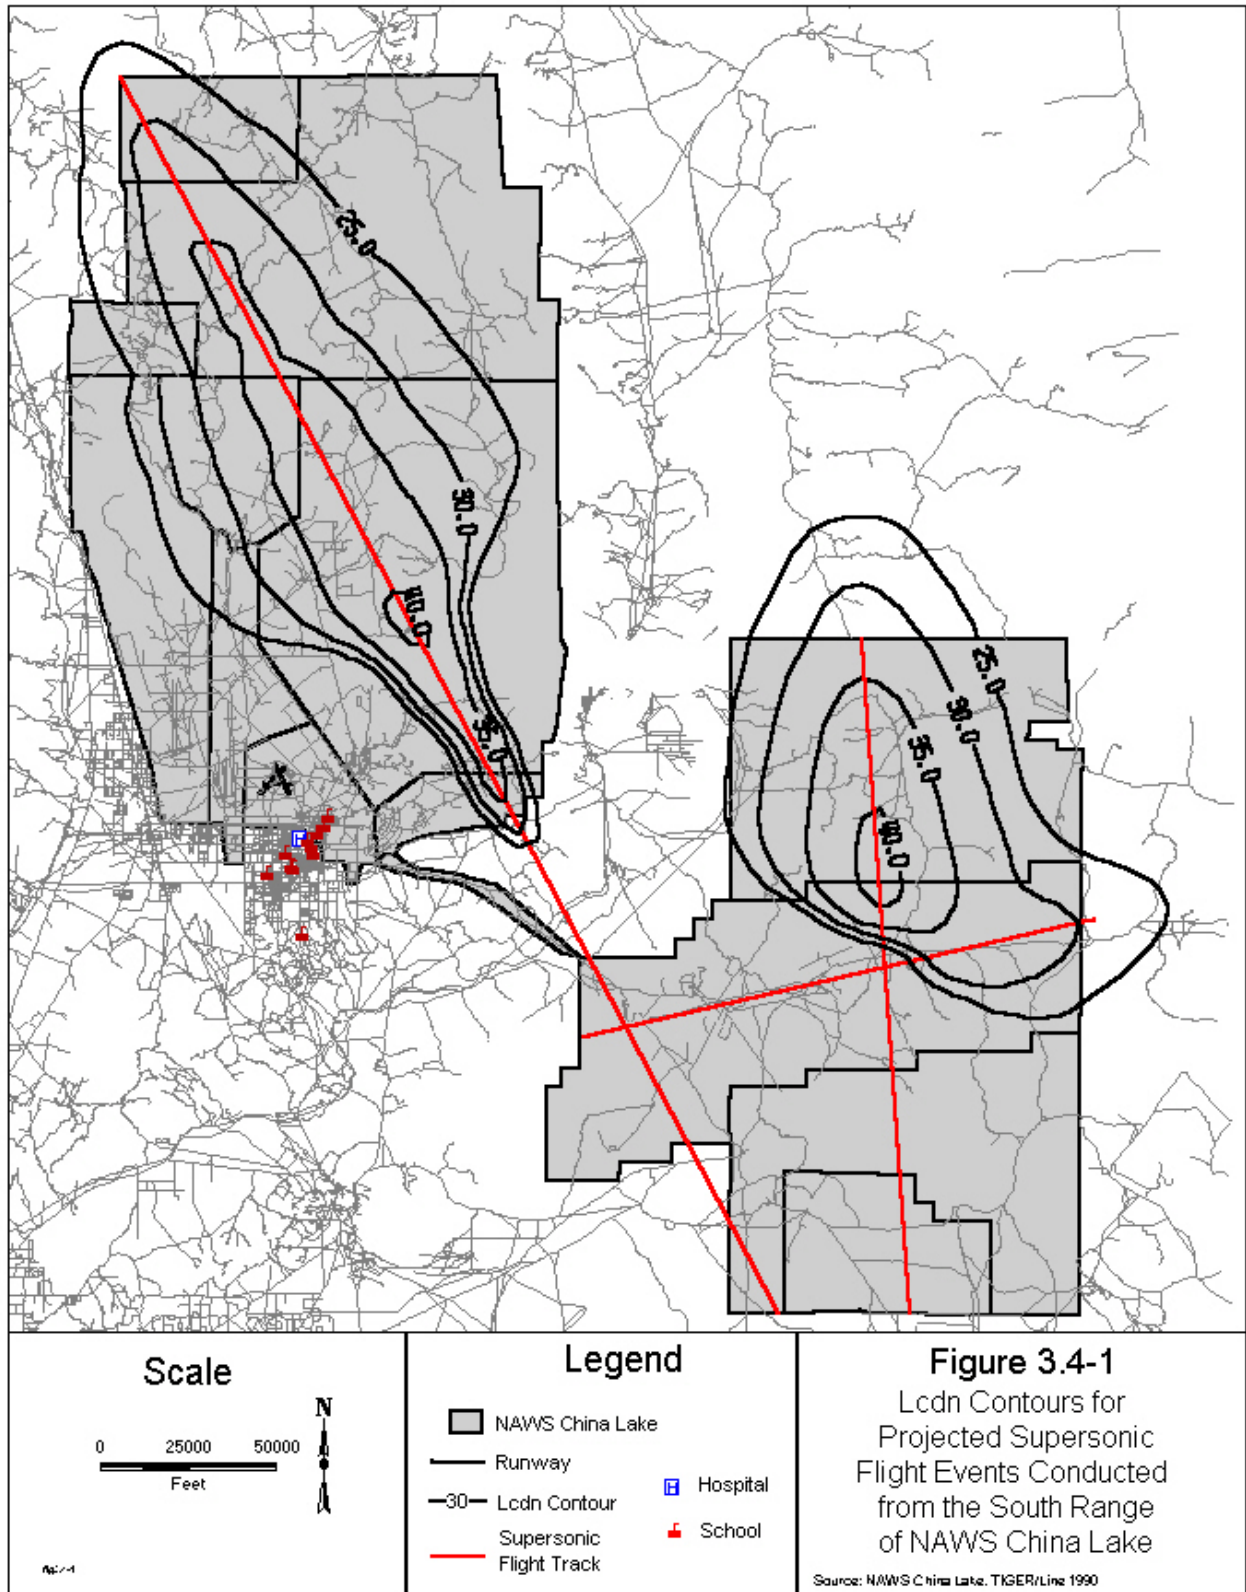 25.0
30.0
40.0
35.0
25.0
30.0
35.0
40.0
Scale
N
0 25000 50000
Feet
Legend
NAWS China Lake
Runway
30 Lcdn Contour
Supersonic
Flight Track
H Hospital
School
Figure 3.4-1
Lcdn Contours for
Projected Supersonic
Flight Events Conducted
from the South Range
of NAWS China Lake
Source: NAWS China Lake, TIGER/Line 1990